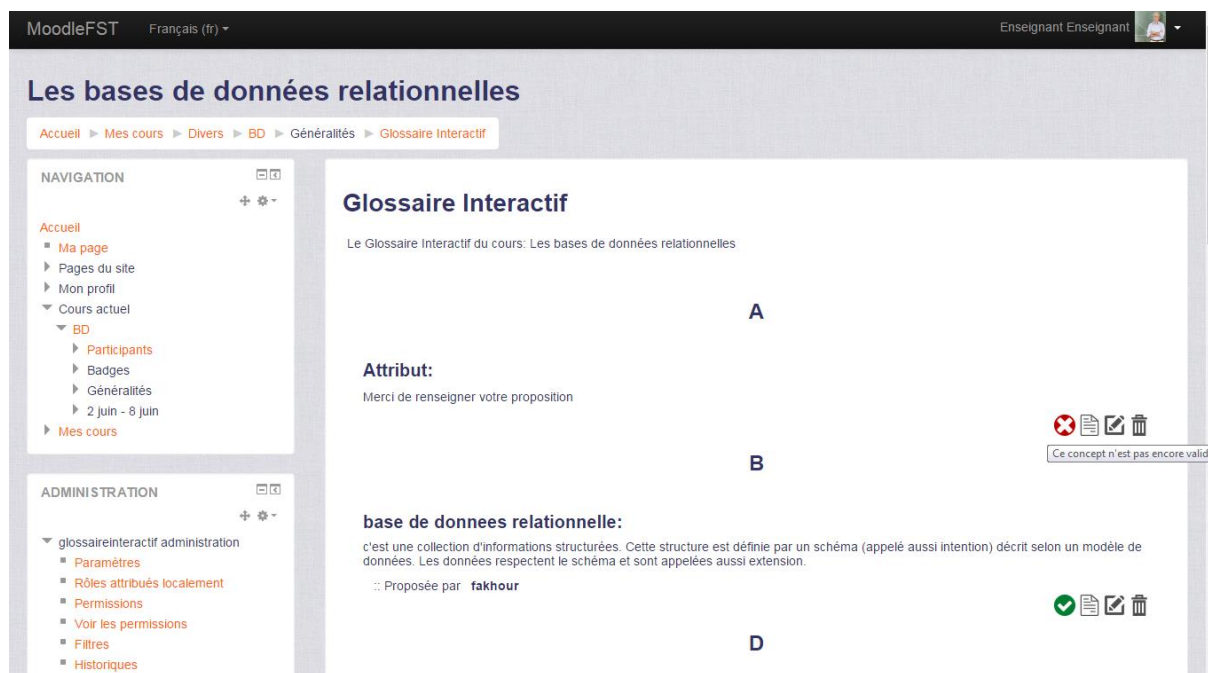 MoodleFST Français (fr) Enseignant Enseignant
Les bases de données relationnelles
Accueil Mes cours Divers BD Généralités Glossaire Interactif
NAVIGATION
Accueil
Ma page
Pages du site
Mon profil
Cours actuel
BD
Participants
Badges
Généralités
2 juin - 8 juin
Mes cours
ADMINISTRATION
glossaireinteractif administration
Paramètres
Rôles attribués localement
Permissions
Voir les permissions
Filtres
Historiques
Glossaire Interactif
Le Glossaire Interactif du cours: Les bases de données relationnelles
A
Attribut:
Merci de renseigner votre proposition
Ce concept n'est pas encore valid
B
base de donnees relationnelle:
c'est une collection d'informations structurées. Cette structure est définie par un schéma (appelé aussi intention) décrit selon un modèle de
données. Les données respectent le schéma et sont appelées aussi extension.
:: Proposée par fakhour
D